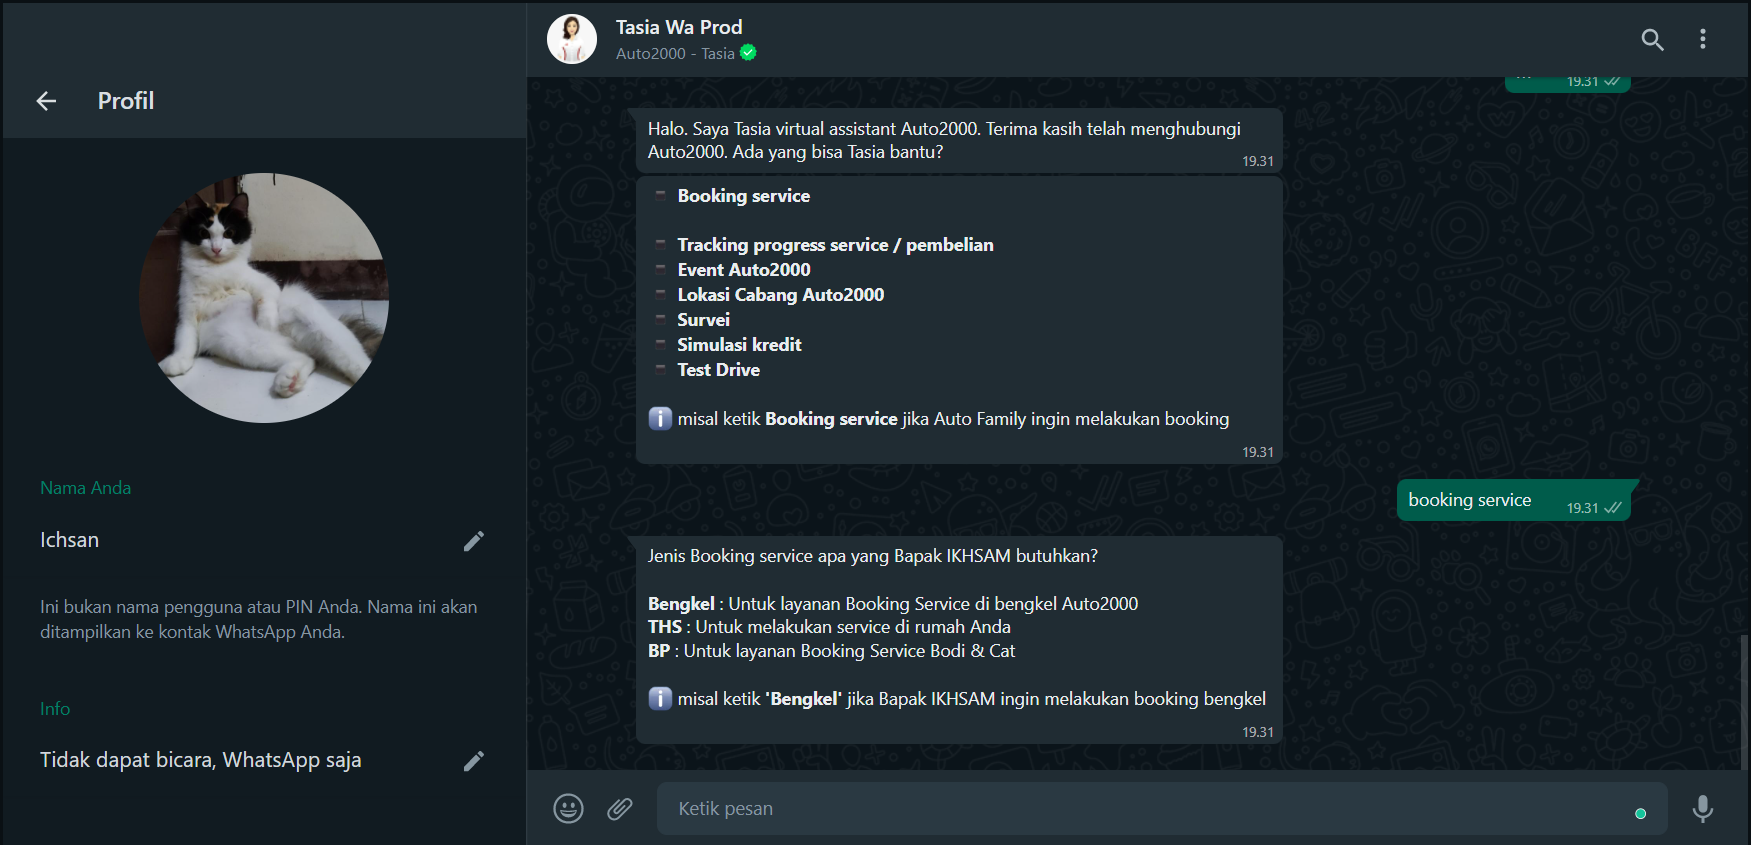 Profil
Nama Anda
Ichsan
Ini bukan nama pengguna atau PIN Anda. Nama ini akan
ditampilkan ke kontak WhatsApp Anda.
Info
Tidak dapat bicara, WhatsApp saja
Tasia Wa Prod
Auto2000 - Tasia
19.31
Halo. Saya Tasia virtual assistant Auto2000. Terima kasih telah menghubungi
Auto2000. Ada yang bisa Tasia bantu?
19.31
Booking service
Tracking progress service / pembelian
Event Auto2000
Lokasi Cabang Auto2000
Survei
Simulasi kredit
Test Drive
misal ketik Booking service jika Auto Family ingin melakukan booking
19.31
booking service
19.31
Jenis Booking service apa yang Bapak IKHSAM butuhkan?
Bengkel : Untuk layanan Booking Service di bengkel Auto2000
THS : Untuk melakukan service di rumah Anda
BP : Untuk layanan Booking Service Bodi & Cat
misal ketik 'Bengkel' jika Bapak IKHSAM ingin melakukan booking bengkel
19.31
Ketik pesan